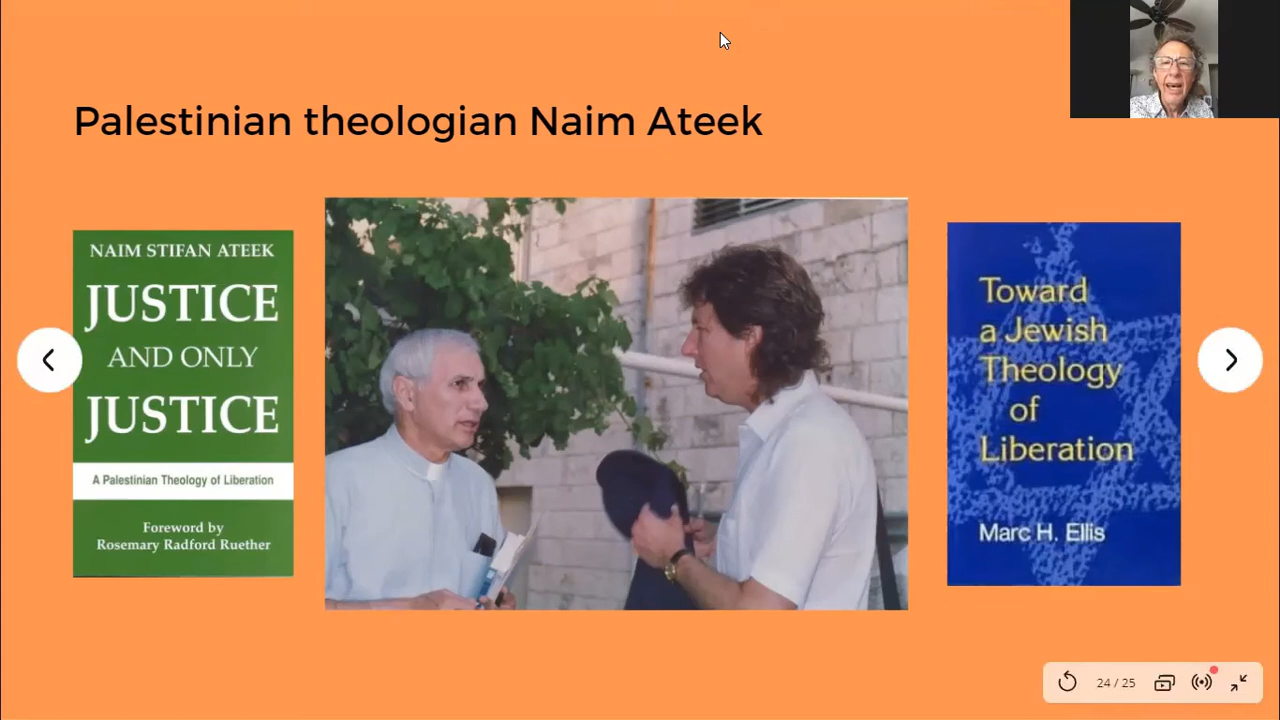 Palestinian theologian Naim Ateek
NAIM STIFAN ATEEK
JUSTICE
AND ONLY
JUSTICE
A Palestinian Theology of Liberation
Foreword by
Rosemary Radford Ruether
Toward
a Jewish
Theology
of
Liberation
Marc H. Ellis
24 / 25